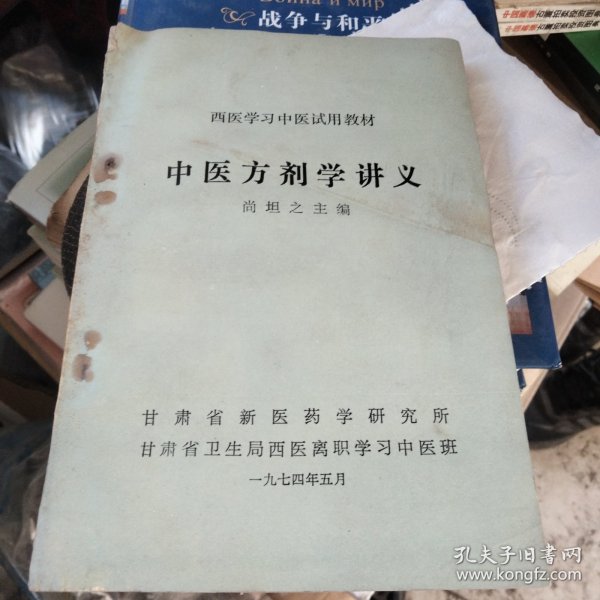 Война и мир
战争与和平
西医学习中医试用教材
中医方剂学讲义
尚坦之主编
甘肃省新医药学研究所
甘肃省卫生局西医离职学习中医班
一九七四年五月
孔夫子旧书网
www.kongfz.com